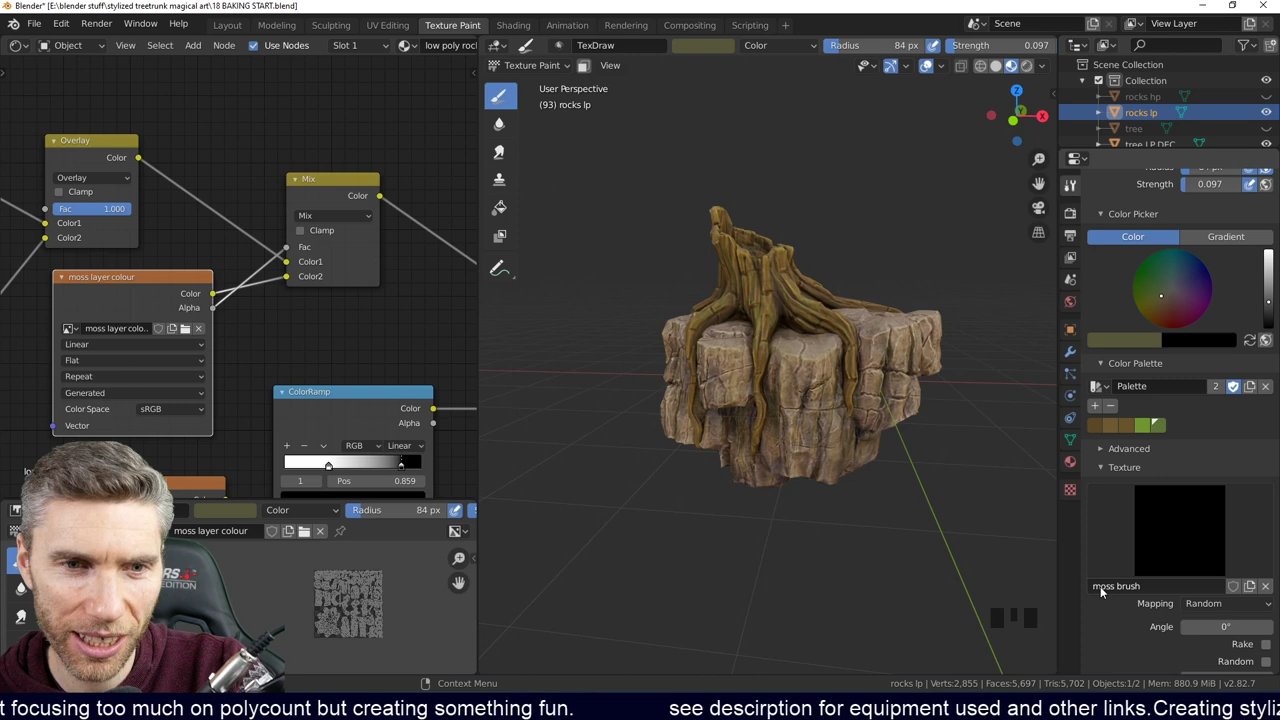 Blender* [E:\blender stuff\stylized treetrunk magical art\18 BAKING START.blend]
File Edit Render Window Help Layout Modeling Sculpting UV Editing Texture Paint Shading Animation Rendering Compositing Scripting Scene View Layer
Object View Select Add Node Use Nodes Slot 1 low poly roc
TexDraw Color Radius 84 px Strength 0.097
Texture Paint View
User Perspective
(93) rocks lp
Scene Collection
Collection
rocks hp
rocks lp
tree
tree LP DEC
Strength 0.097
Color Picker
Color Gradient
Color Palette
Palette 2
Advanced
Texture
moss brush
Mapping Random
Angle 0°
Rake
Random
Overlay
Color
Overlay
Clamp
Fac 1.000
Color1
Color2
Mix
Color
Mix
Clamp
Fac
Color1
Color2
moss layer colour
Color
Alpha
moss layer colo..
Linear
Flat
Repeat
Generated
Color Space sRGB
Vector
ColorRamp
Color
Alpha
RGB Linear
1 Pos 0.859
Color Radius 84 px
moss layer colour
Context Menu
rocks lp | Verts:2,855 | Faces:5,697 | Tris:5,702 | Objects:1/2 | Mem: 880.9 MiB | v2.82.7
t focusing too much on polycount but creating something fun. see descirption for equipment used and other links.Creating styliz